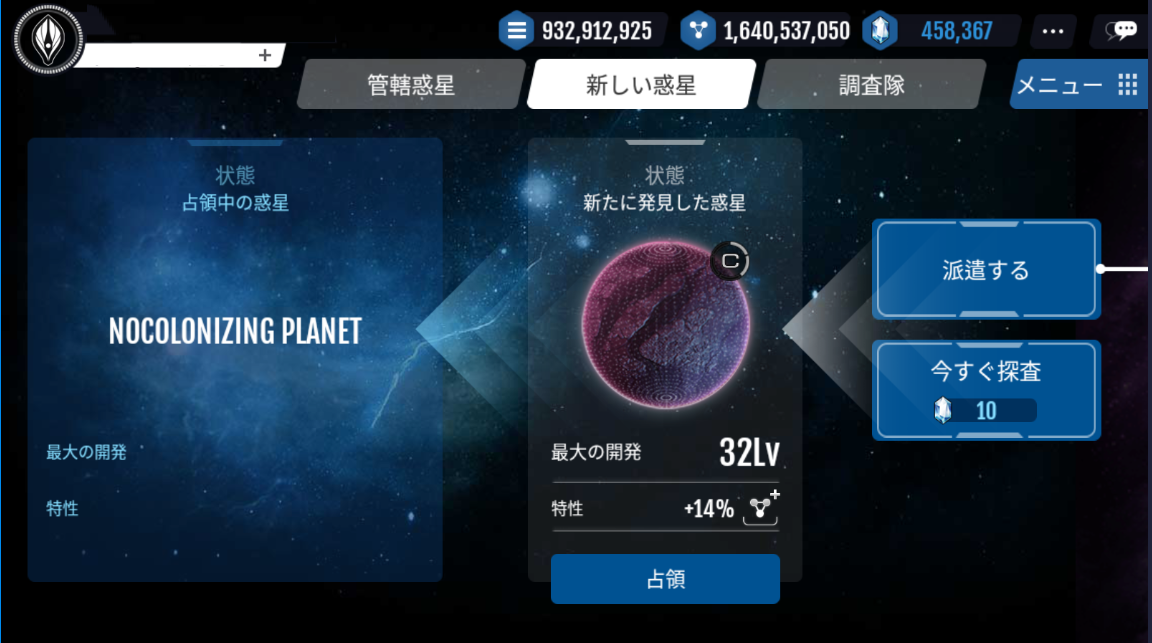 932,912,925
1,640,537,050
458,367
...
+
管轄惑星
新しい惑星
調査隊
メニュー
状態
占領中の惑星
NOCOLONIZING PLANET
最大の開発
特性
状態
新たに発見した惑星
C
最大の開発 32Lv
特性 +14%
占領
派遣する
今すぐ探査
10